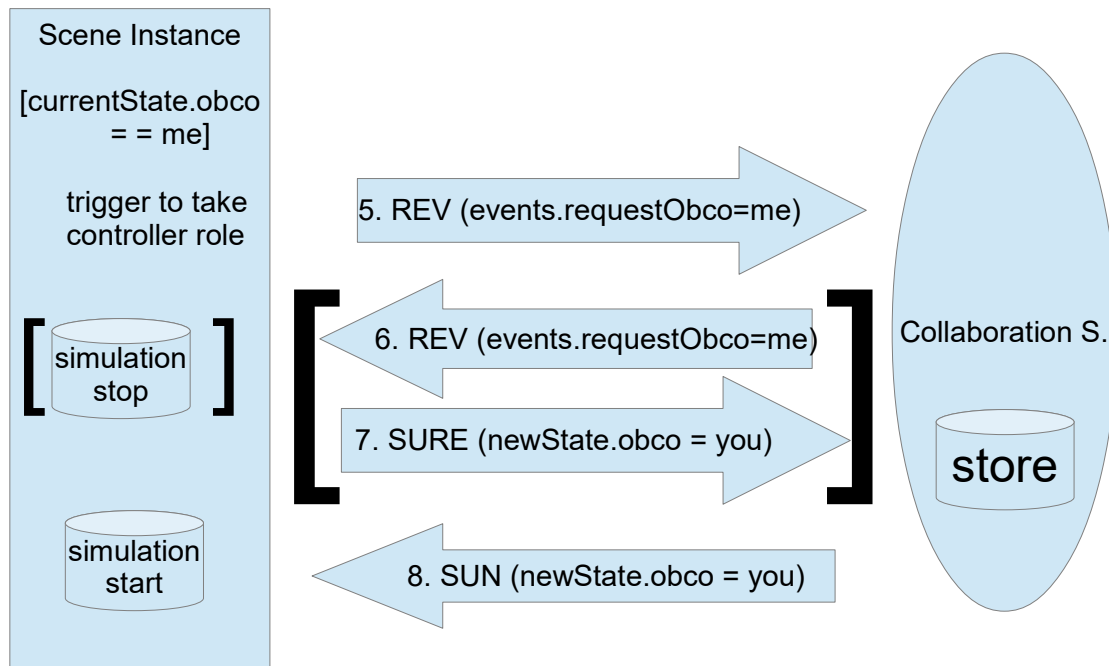 Scene Instance
[currentState.obco
= = me]
trigger to take
controller role
5. REV (events.requestObco=me)
[
simulation
stop
]
[
6. REV (events.requestObco=me)
7. SURE (newState.obco = you)
]
Collaboration S.
store
simulation
start
8. SUN (newState.obco = you)